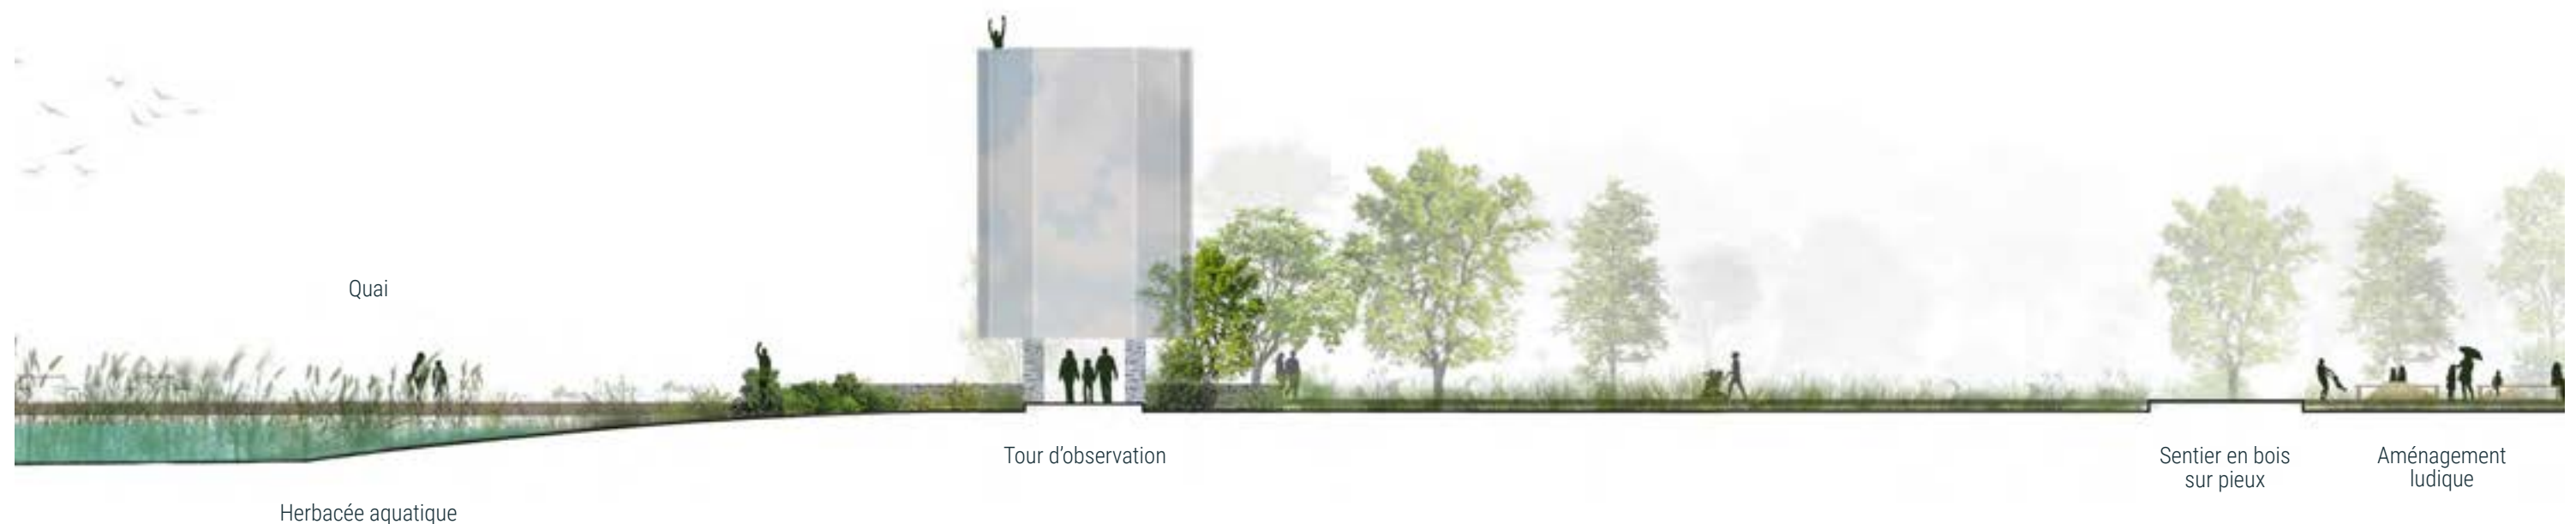 Quai
Tour d'observation
Sentier en bois
sur pieux
Aménagement
ludique
Herbacée aquatique